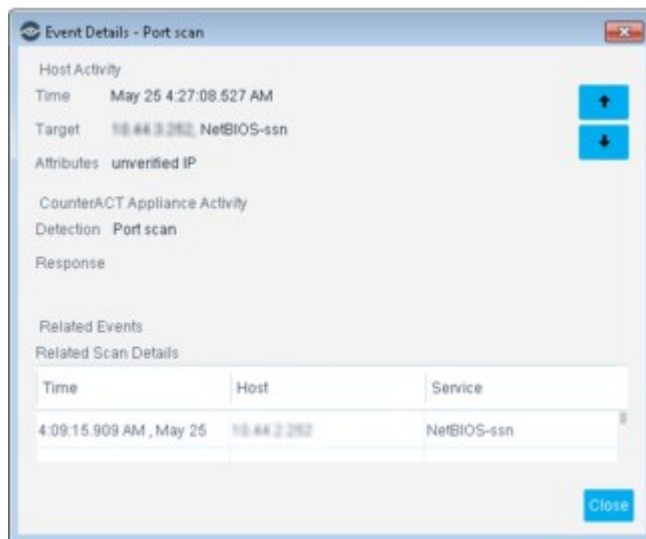 Event Details - Port scan
Host Activity
Time May 25 4:27:08.527 AM
Target NetBIOS-ssn
Attributes unverified IP
CounterACT Appliance Activity
Detection Port scan
Response
Related Events
Related Scan Details
Time Host Service
4:09:15.909 AM , May 25 NetBIOS-ssn
Close